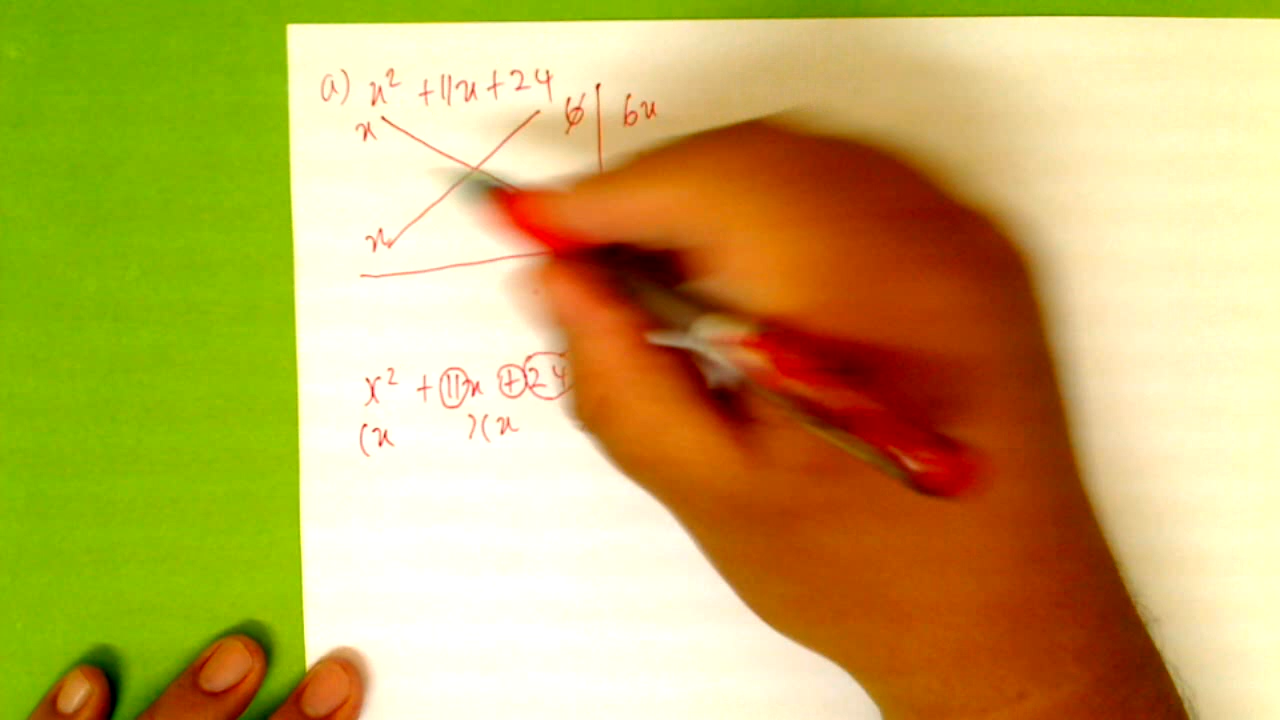 a) x² + 11x + 24
x 6 6x
x
x² + 11x + 24
(x )(x